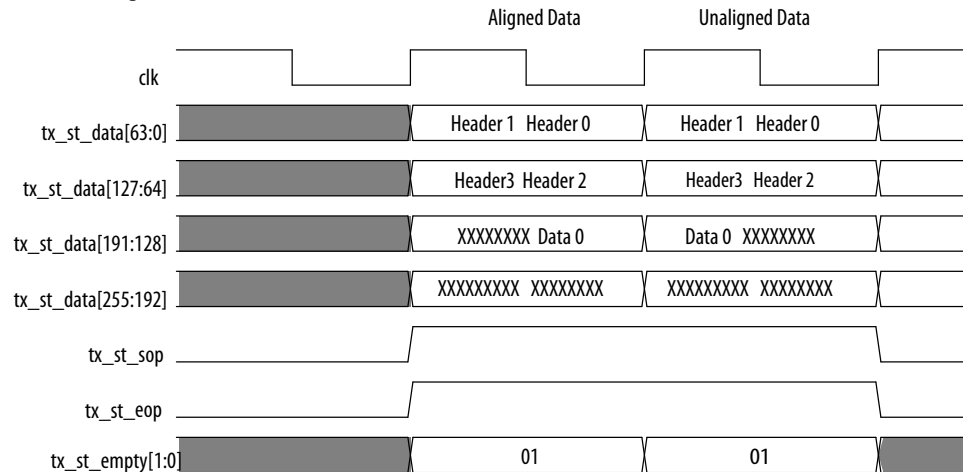 Aligned Data Unaligned Data
clk
tx_st_data[63:0] Header 1 Header 0 Header 1 Header 0
tx_st_data[127:64] Header3 Header 2 Header3 Header 2
tx_st_data[191:128] XXXXXXXX Data 0 Data 0 XXXXXXXX
tx_st_data[255:192] XXXXXXXXX XXXXXXXX XXXXXXXXX XXXXXXXX
tx_st_sop
tx_st_eop
tx_st_empty[1:0] 01 01